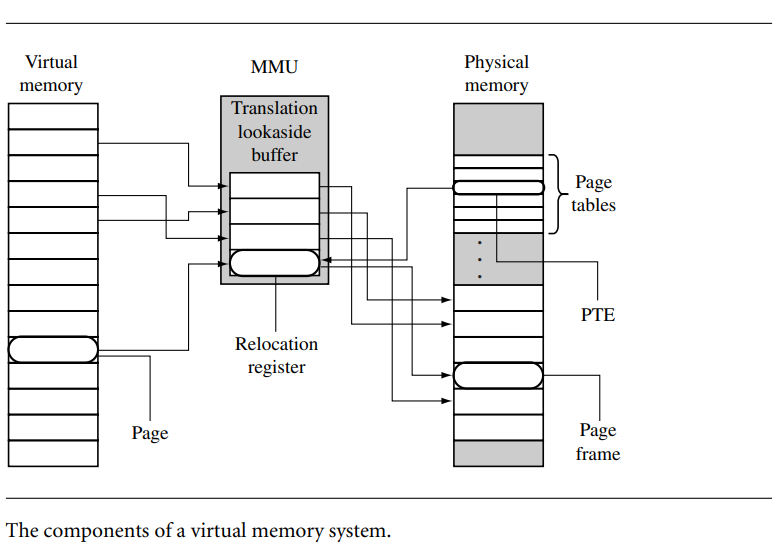 Virtual
memory
MMU
Physical
memory
Translation
lookaside
buffer
Page
tables
PTE
Relocation
register
Page
Page
frame
The components of a virtual memory system.